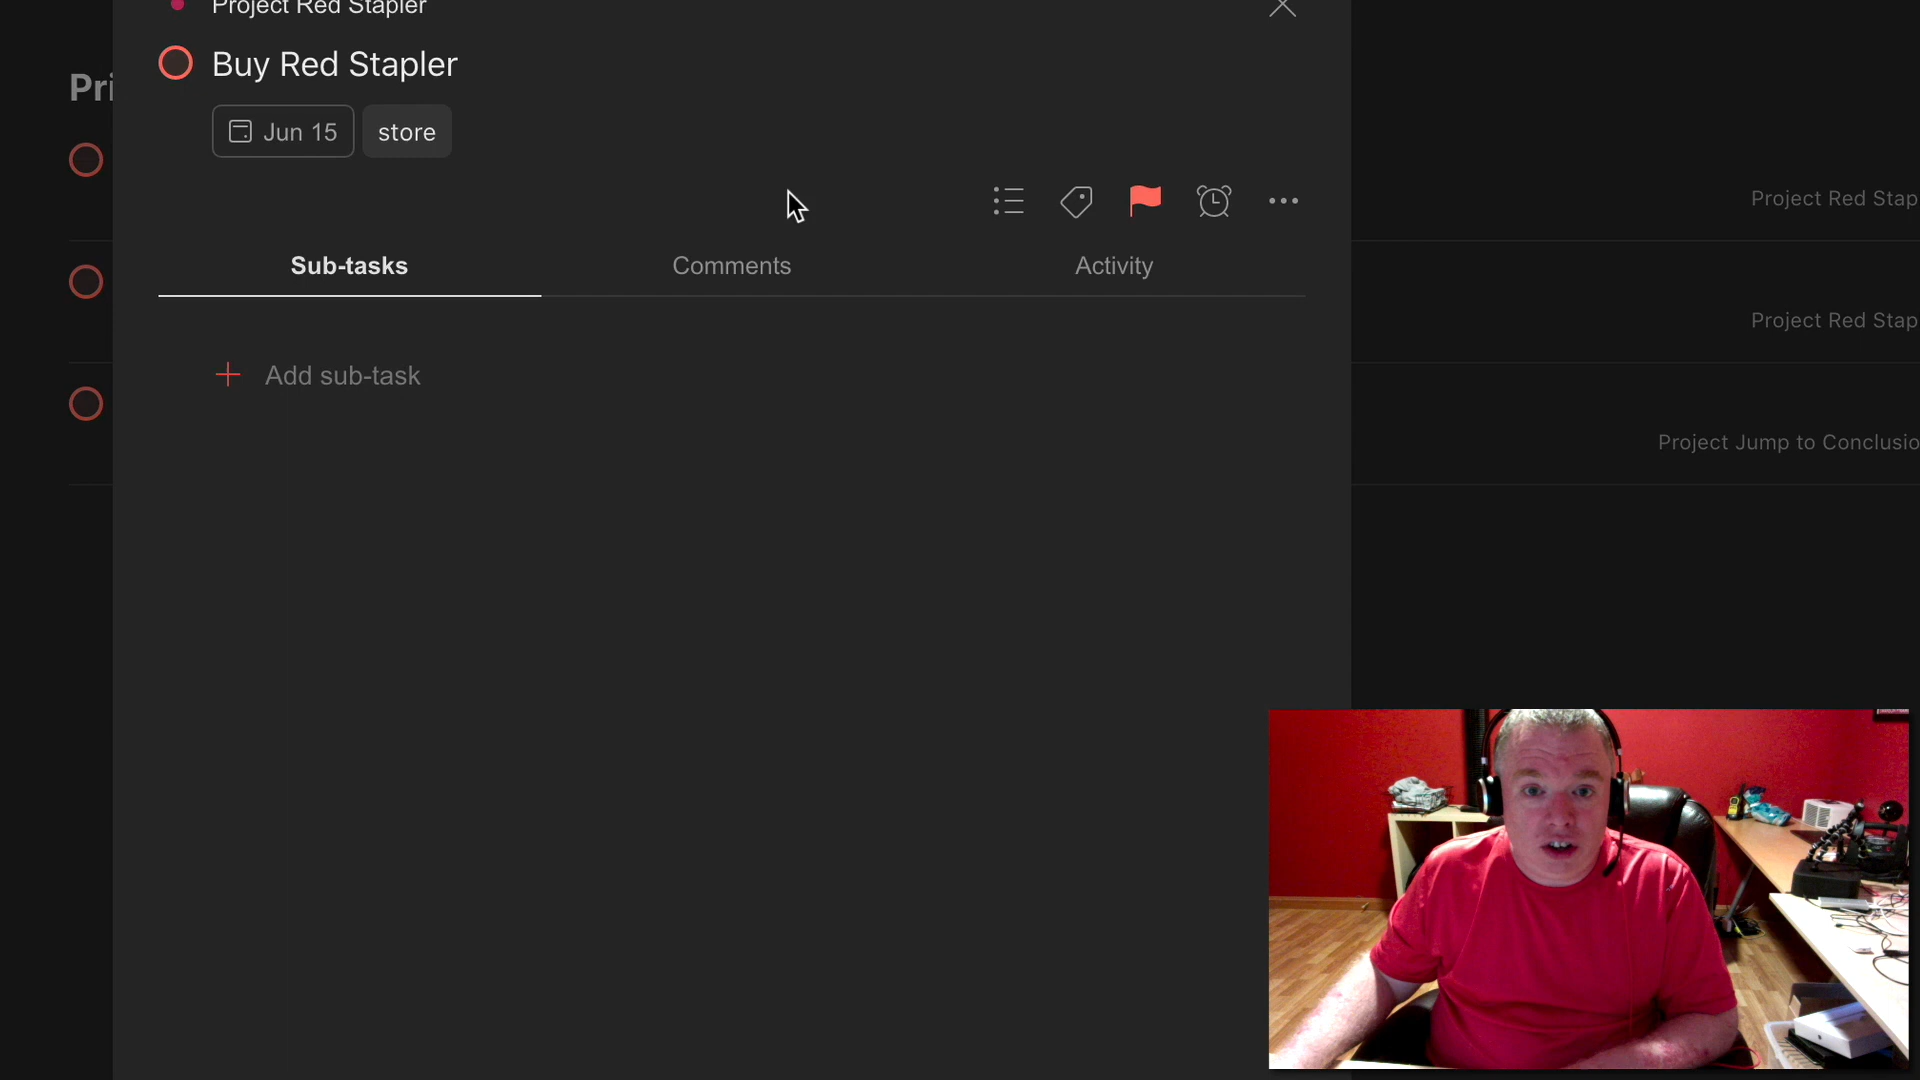 Project Red Stapler
Buy Red Stapler
Pri
Jun 15
store
Project Red Stap
Sub-tasks
Comments
Activity
Project Red Stap
Add sub-task
Project Jump to Conclusio